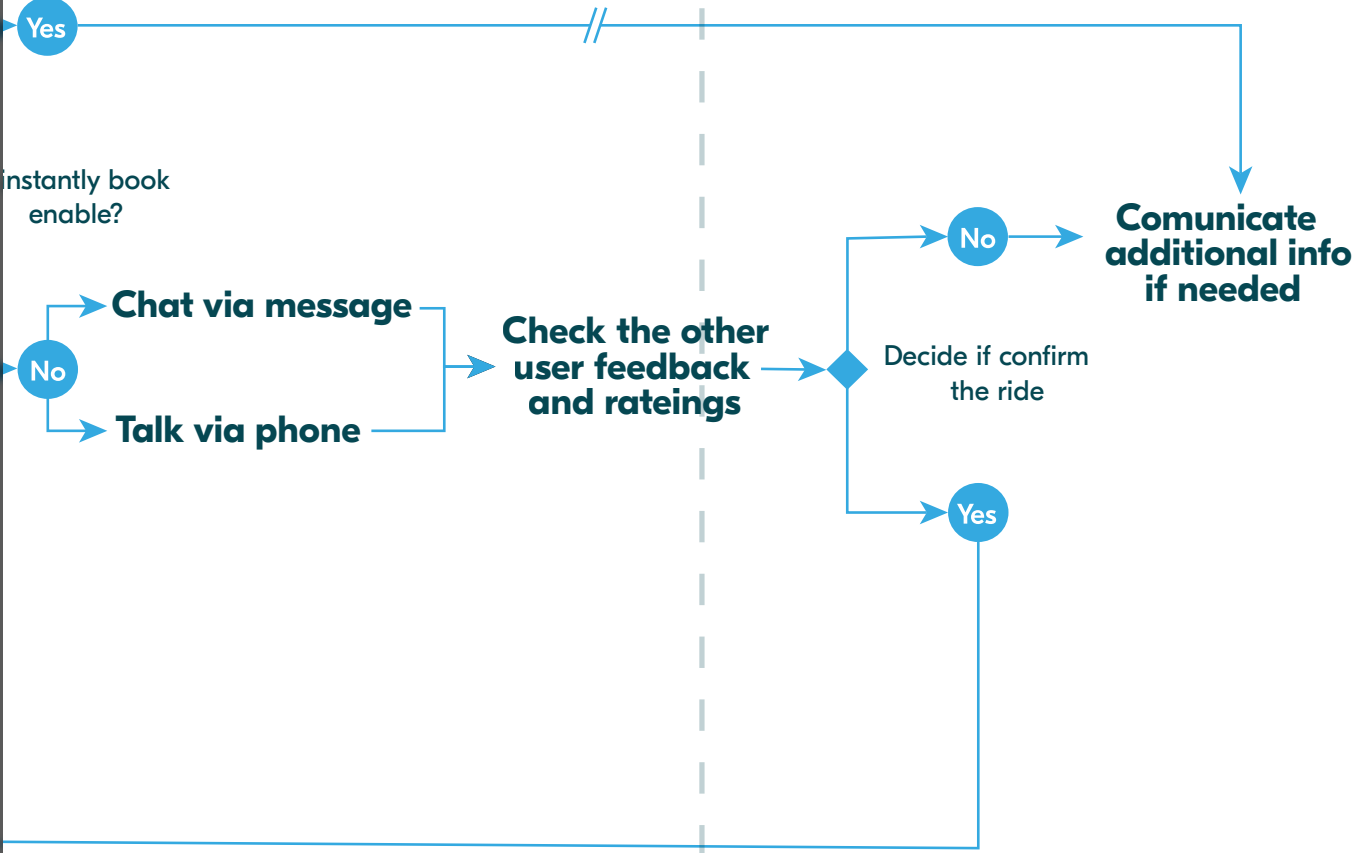 Yes
instantly book
enable?
No
Chat via message
Talk via phone
Check the other
user feedback
and rateings
Decide if confirm
the ride
No
Comunicate
additional info
if needed
Yes